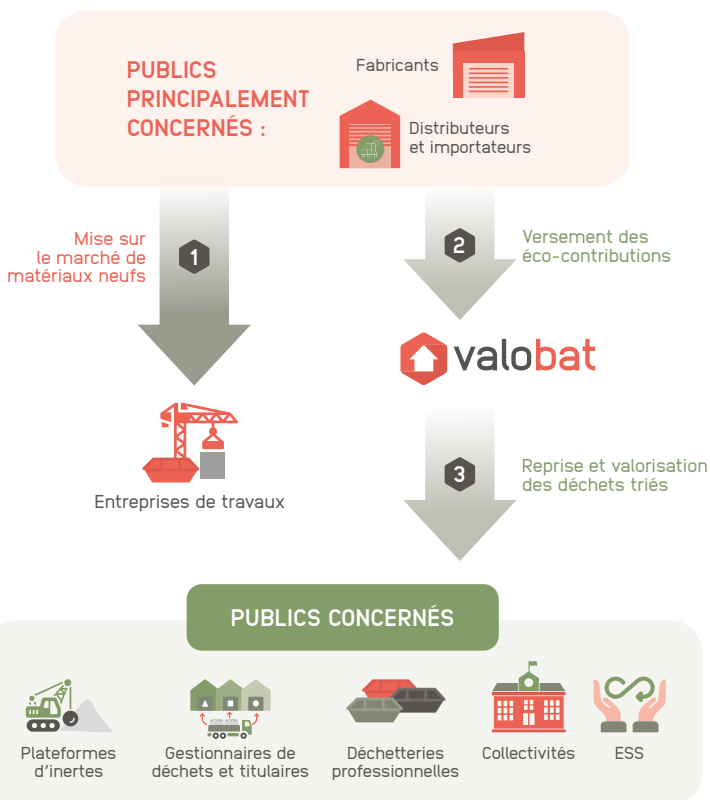 PUBLICS
PRINCIPALEMENT
CONCERNÉS :
Fabricants
Distributeurs
et importateurs
Mise sur
le marché de
matériaux neufs
1
2
Versement des
éco-contributions
valobat
Entreprises de travaux
3
Reprise et valorisation
des déchets triés
PUBLICS CONCERNÉS
Plateformes
d'inertes
Gestionnaires de
déchets et titulaires
Déchetteries
professionnelles
Collectivités
ESS